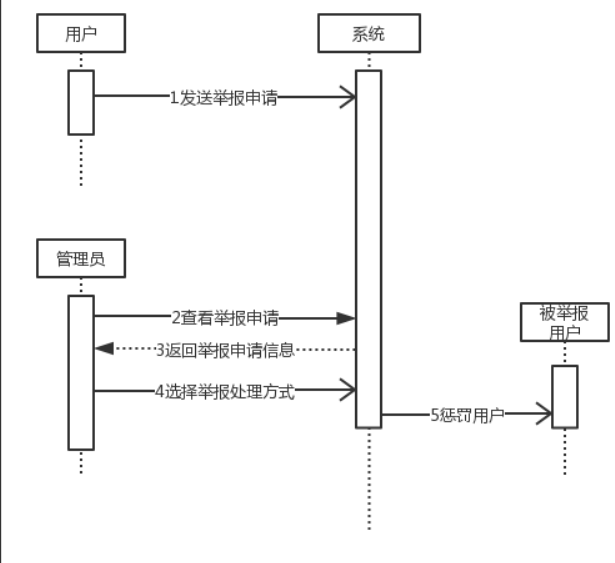 用户
系统
1发送举报申请
管理员
2查看举报申请
被举报
用户
3返回举报申请信息
4选择举报处理方式
5惩罚用户